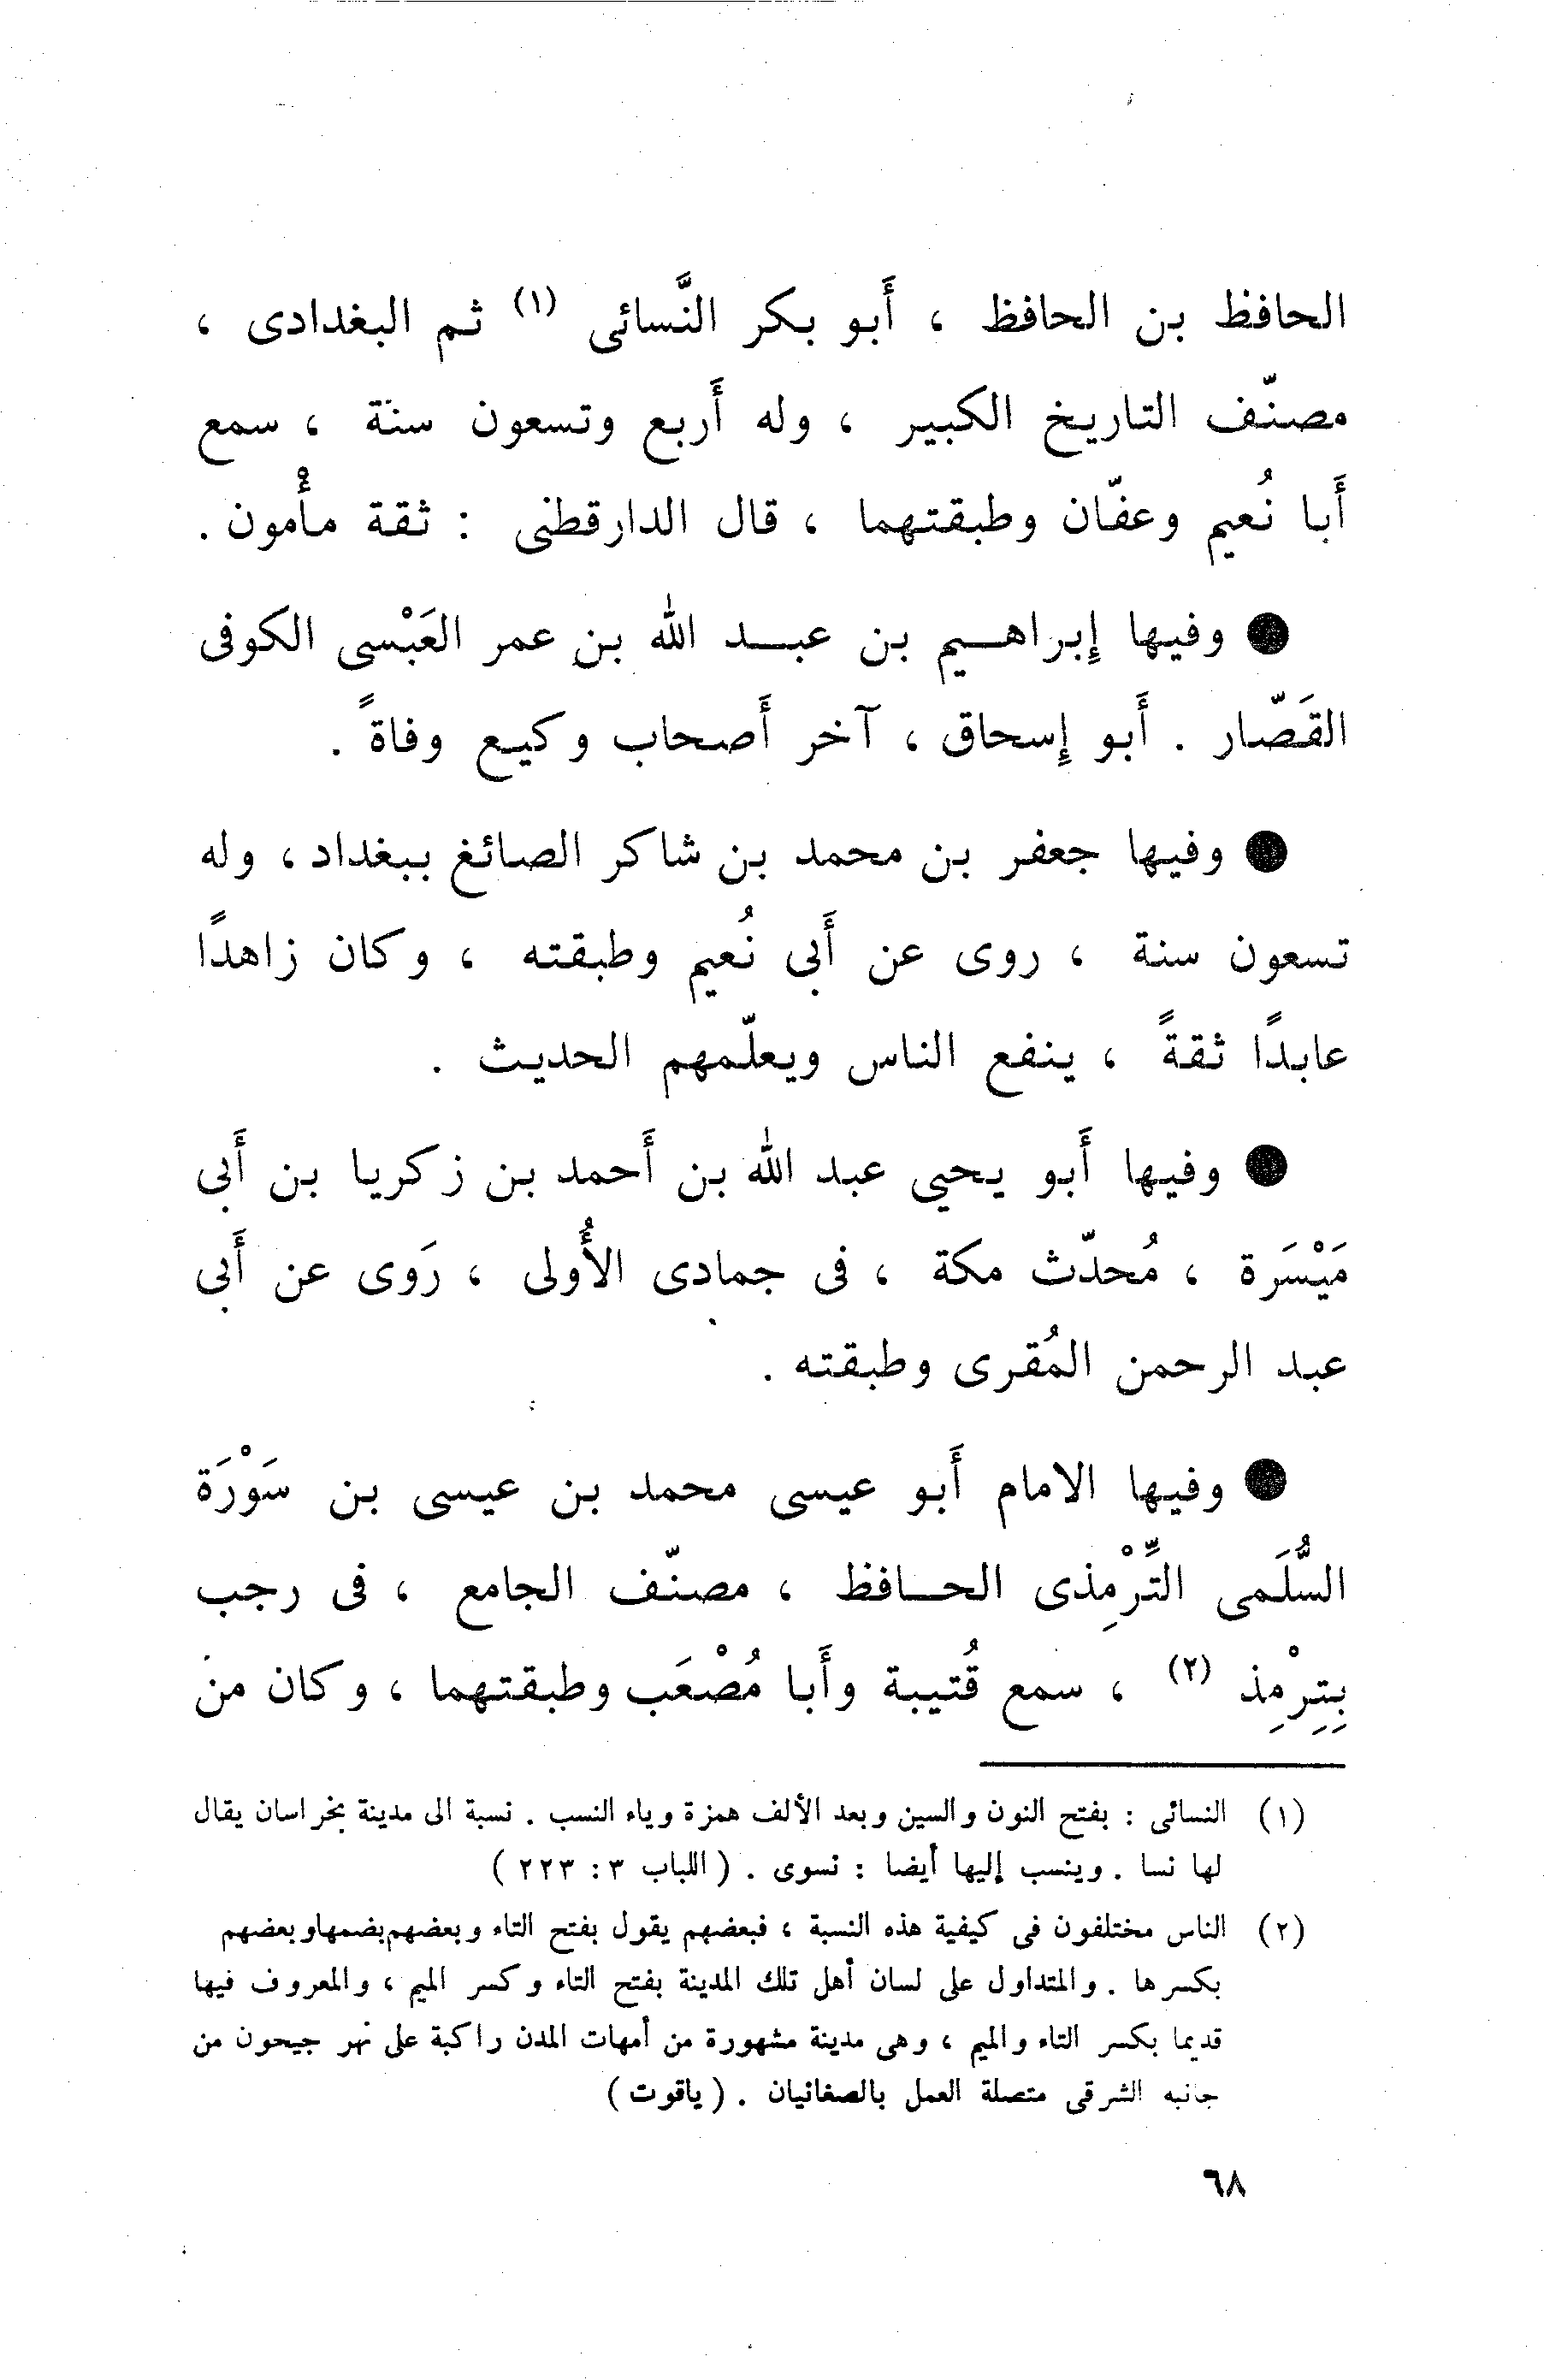 الحافظ بن الحافظ ، أَبو بكر النَّسائى (١) ثم البغدادى ،
مصنّف التاريخ الكبير ، وله أَربع وتسعون سنة ، سمع
أَبا نُعيم وعفّان وطبقتهما ، قال الدارقطنى : ثقة مأْمون .
● وفيها إِبراهـــيم بن عبـــد الله بن عمر العَبْسى الكوفى
القَصّار . أَبو إِسحاق ، آخر أَصحاب وكيع وفاةً .
● وفيها جعفر بن محمد بن شاكر الصائغ ببغداد ، وله
تسعون سنة ، روى عن أَبى نُعيم وطبقته ، وكان زاهدًا
عابدًا ثقةً ، ينفع الناس ويعلّمهم الحديث .
● وفيها أَبو يحيى عبد الله بن أَحمد بن زكريا بن أَبى
مَيْسَرة ، مُحدّث مكة ، فى جمادى الأُولى ، رَوى عن أَبى
عبد الرحمن المُقرى وطبقته .
● وفيها الامام أَبو عيسى محمد بن عيسى بن سَوْرَة
السُّلَمى التِّرْمِذى الحـــافظ ، مصنّف الجامع ، فى رجب
بِتِرْمِذ (٢) ، سمع قُتيبة وأَبا مُصْعَب وطبقتهما ، وكان من
(١) النسائى : بفتح النون والسين وبعد الألف همزة وياء النسب . نسبة الى مدينة بخراسان يقال
لها نسا . وينسب إليها أيضا : نسوى . ( اللباب ٣ : ٢٢٣ )
(٢) الناس مختلفون فى كيفية هذه النسبة ، فبعضهم يقول بفتح التاء وبعضهم بضمها وبعضهم
بكسرها . والمتداول على لسان أهل تلك المدينة بفتح التاء وكسر الميم ، والمعروف فيها
قديما بكسر التاء والميم ، وهى مدينة مشهورة من أمهات المدن راكبة على نهر جيحون من
جانبه الشرقى متصلة العمل بالصغانيان . ( ياقوت )
٦٨